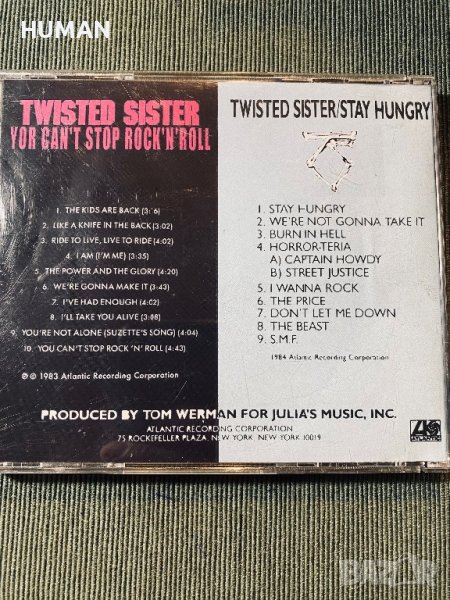 HUMAN
TWISTED SISTER
YOR CAN'T STOP ROCK'N'ROLL
1. THE KIDS ARE BACK (3:16)
2. LIKE A KNIFE IN THE BACK (3:02)
3. RIDE TO LIVE, LIVE TO RIDE (4:02)
4. I AM (I'M ME) (3:35)
5. THE POWER AND THE GLORY (4:20)
6. WE'RE GONNA MAKE IT (3:43)
7. I'VE HAD ENOUGH (4:02)
8. I'LL TAKE YOU ALIVE (3:08)
9. YOU'RE NOT ALONE (SUZETTE'S SONG) (4:04)
10. YOU CAN'T STOP ROCK 'N' ROLL (4:43)
℗ © 1983 Atlantic Recording Corporation
TWISTED SISTER/STAY HUNGRY
1. STAY HUNGRY
2. WE'RE NOT GONNA TAKE IT
3. BURN IN HELL
4. HORROR-TERIA
A) CAPTAIN HOWDY
B) STREET JUSTICE
5. I WANNA ROCK
6. THE PRICE
7. DON'T LET ME DOWN
8. THE BEAST
9. S.M.F.
1984 Atlantic Recording Corporation
PRODUCED BY TOM WERMAN FOR JULIA'S MUSIC, INC.
ATLANTIC RECORDING CORPORATION
75 ROCKEFELLER PLAZA, NEW YORK, NEW YORK 10019
ATLANTIC
BAZAR